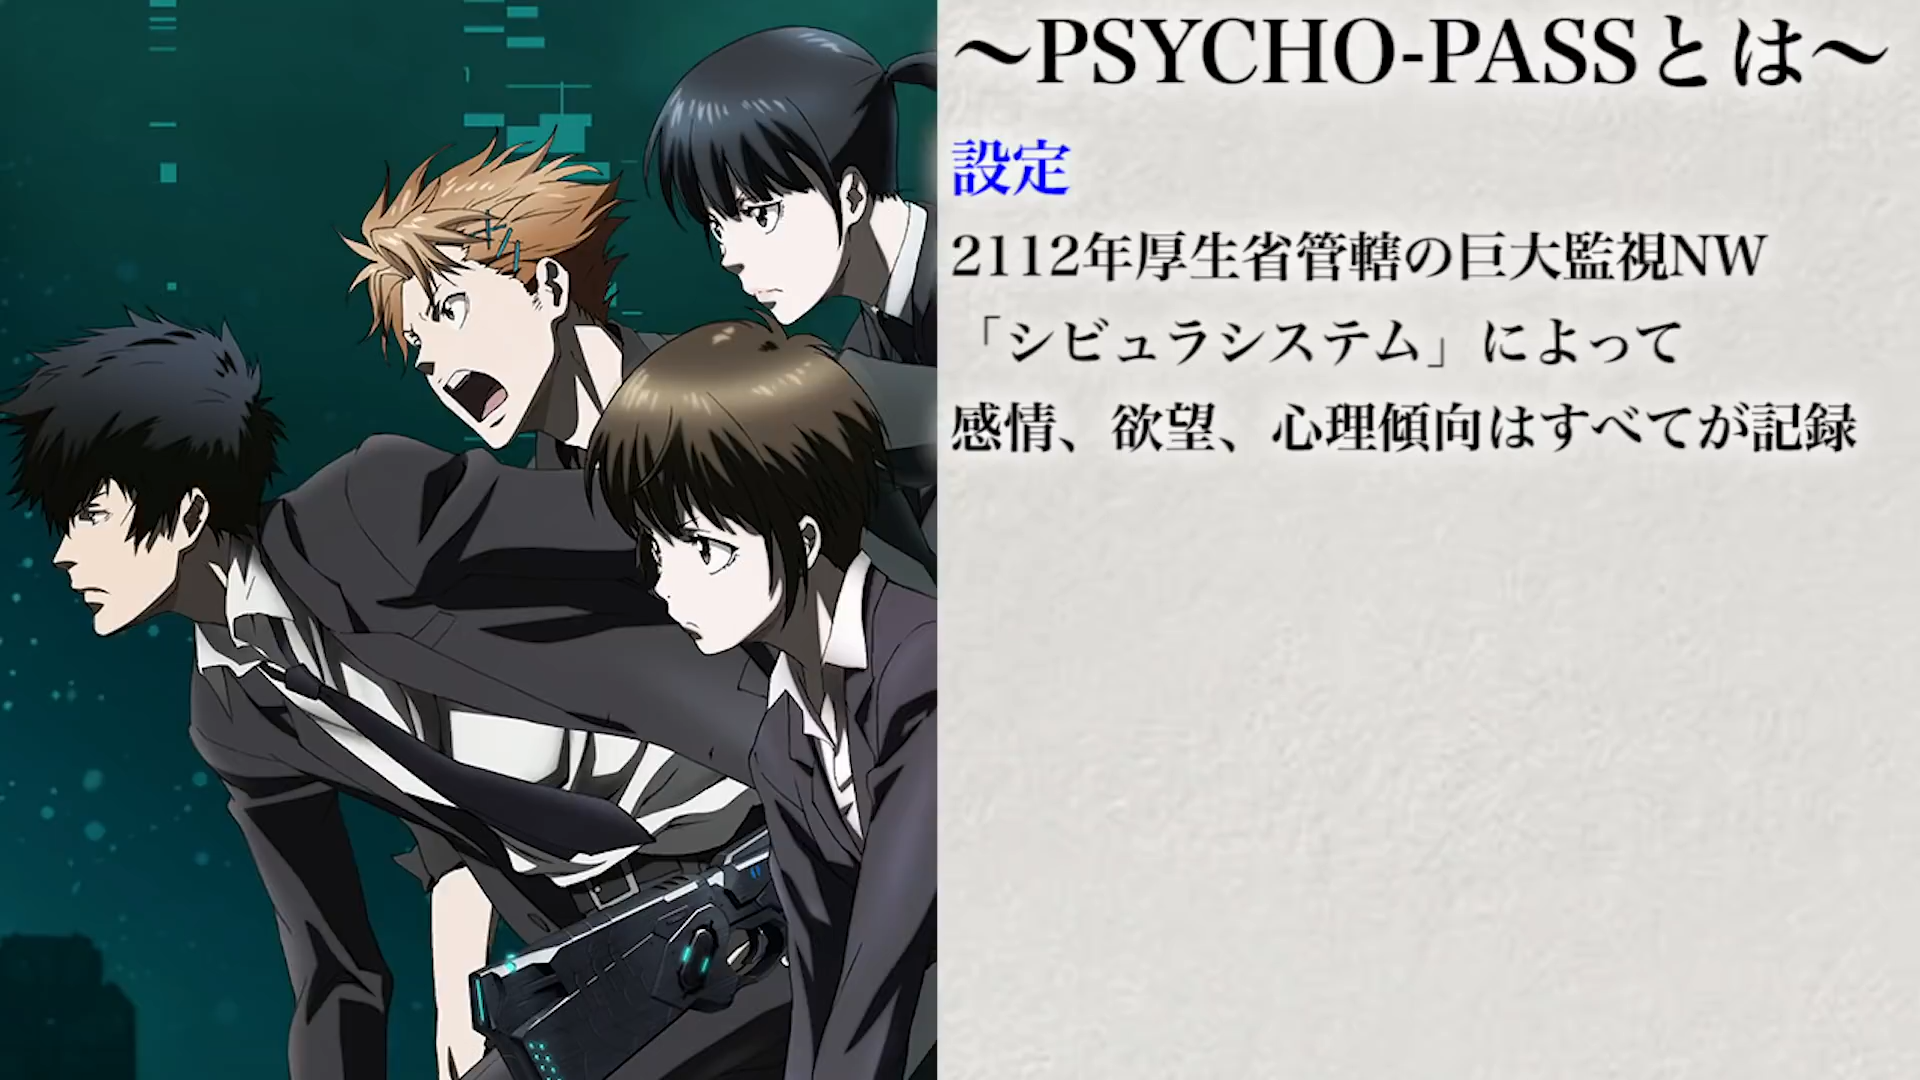 ～PSYCHO-PASSとは～
設定
2112年厚生省管轄の巨大監視NW
「シビュラシステム」によって
感情、欲望、心理傾向はすべてが記録